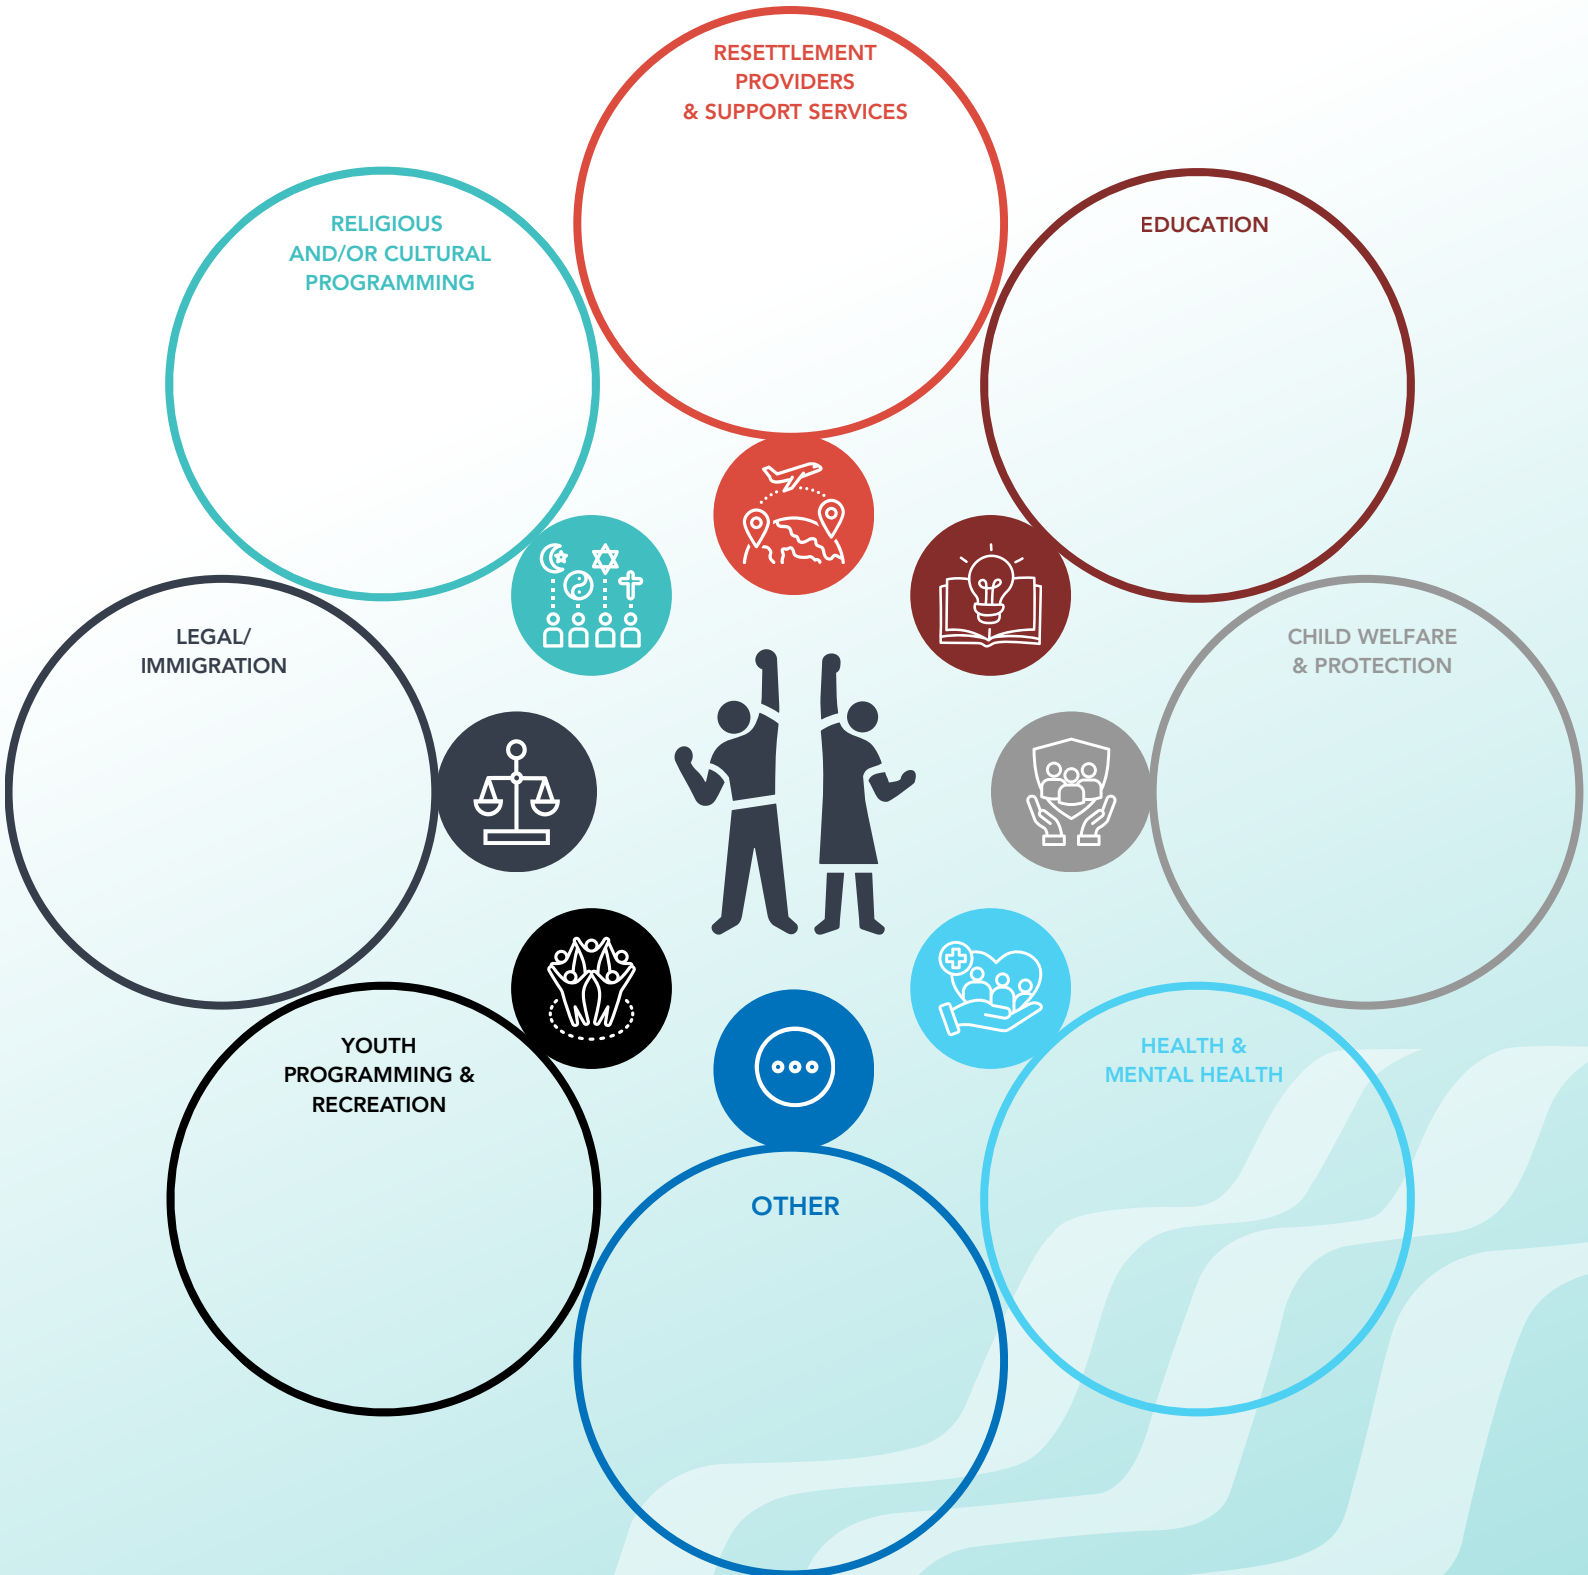 RESETTLEMENT
PROVIDERS
& SUPPORT SERVICES
RELIGIOUS
AND/OR CULTURAL
PROGRAMMING
EDUCATION
LEGAL/
IMMIGRATION
CHILD WELFARE
& PROTECTION
YOUTH
PROGRAMMING &
RECREATION
HEALTH &
MENTAL HEALTH
OTHER